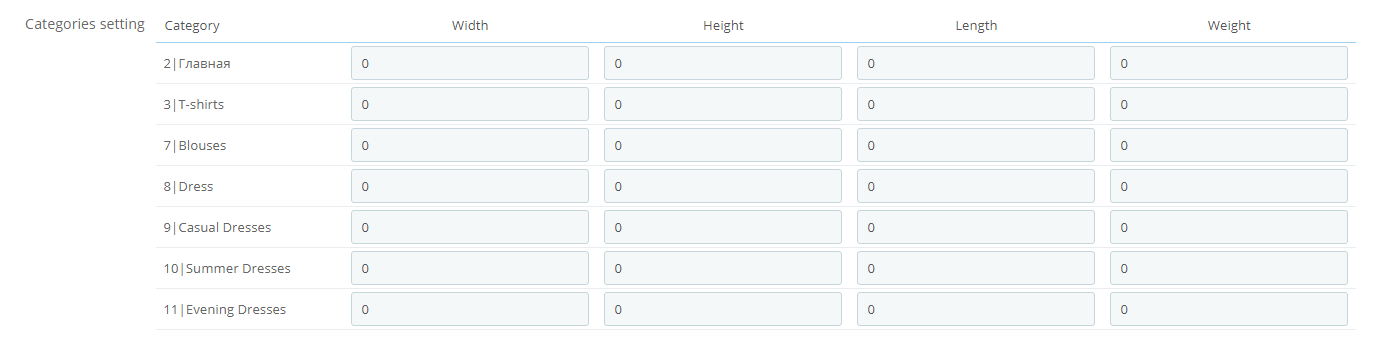 Categories setting Category Width Height Length Weight
2|Главная 0 0 0 0
3|T-shirts 0 0 0 0
7|Blouses 0 0 0 0
8|Dress 0 0 0 0
9|Casual Dresses 0 0 0 0
10|Summer Dresses 0 0 0 0
11|Evening Dresses 0 0 0 0